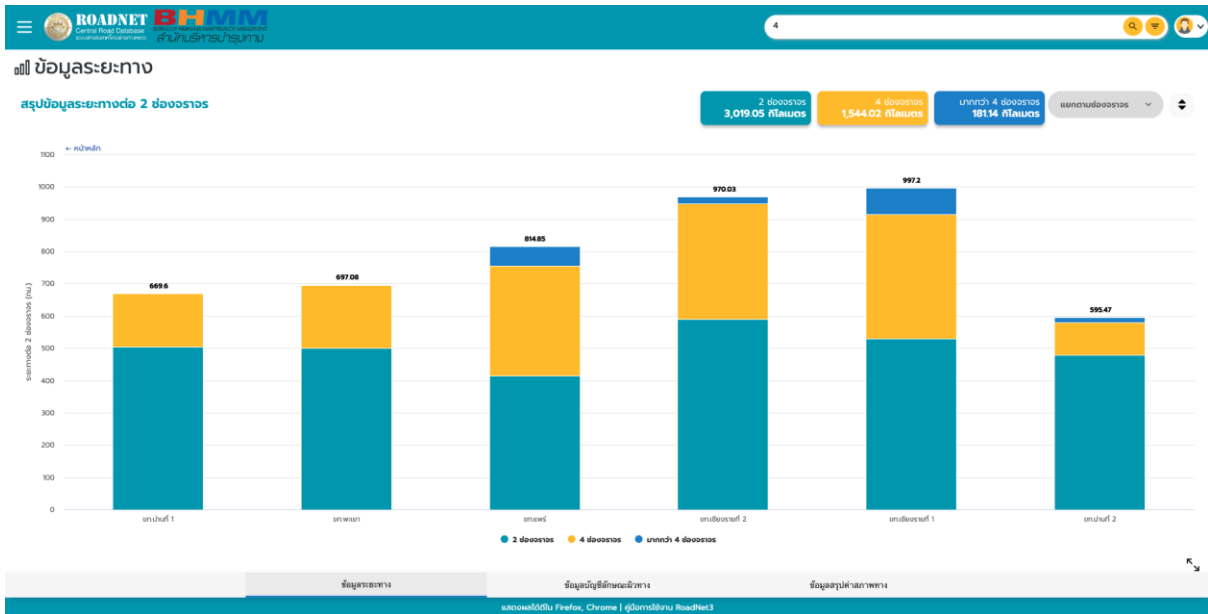 ROADNET
Central Road Database
BHMM
BUREAU OF HIGHWAYS MAINTENANCE MANAGEMENT
สำนักบริหารบำรุงทาง
4
ข้อมูลระยะทาง
สรุปข้อมูลระยะทางต่อ 2 ช่องจราจร
2 ช่องจราจร
3,019.05 กิโลเมตร
4 ช่องจราจร
1,544.02 กิโลเมตร
มากกว่า 4 ช่องจราจร
181.14 กิโลเมตร
แยกตามช่องจราจร
← หน้าหลัก
1100
1000
900
800
700
600
500
400
300
200
100
0
ระยะทางต่อ 2 ช่องจราจร (กม.)
669.6
697.08
814.85
970.03
997.2
595.47
ขท.น่านที่ 1
ขท.พะเยา
ขท.แพร่
ขท.เชียงรายที่ 2
ขท.เชียงรายที่ 1
ขท.น่านที่ 2
2 ช่องจราจร
4 ช่องจราจร
มากกว่า 4 ช่องจราจร
ข้อมูลระยะทาง
ข้อมูลบัญชีลักษณะผิวทาง
ข้อมูลสรุปค่าสภาพทาง
แสดงผลได้ดีใน Firefox, Chrome | คู่มือการใช้งาน RoadNet3